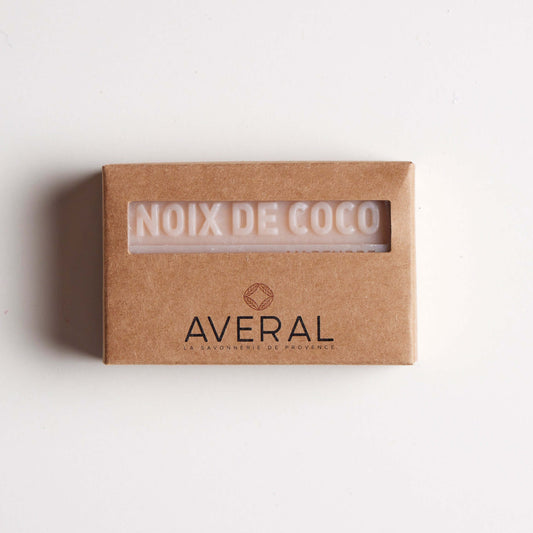 NOIX DE COCO
AVERAL
LA SAVONNERIE DE PROVENCE